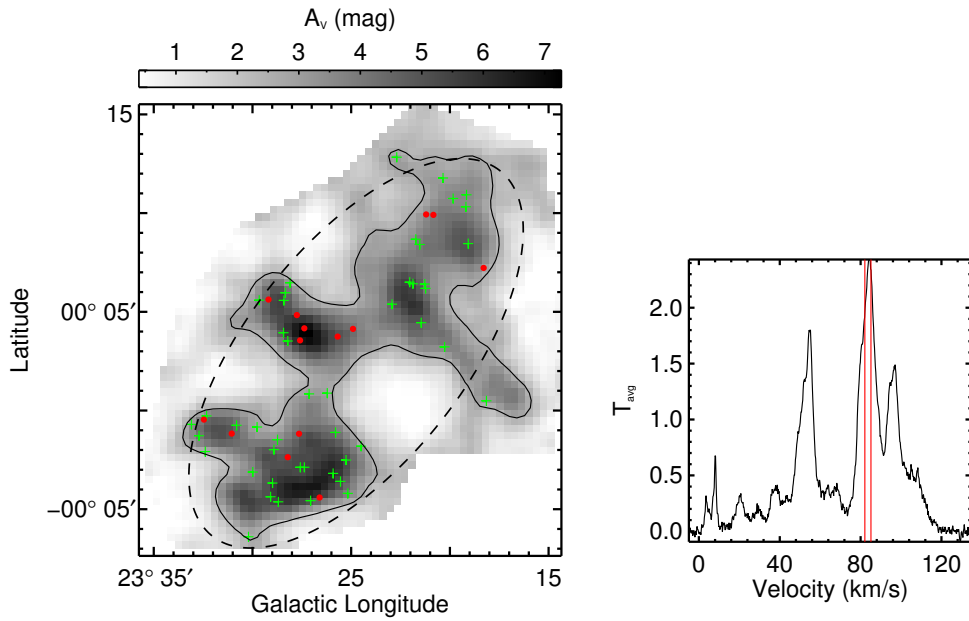 A_v (mag)
1 2 3 4 5 6 7
15
00° 05′
−00° 05′
Latitude
23° 35′ 25 15
Galactic Longitude
2.0
1.5
1.0
0.5
0.0
T_avg
0 40 80 120
Velocity (km/s)